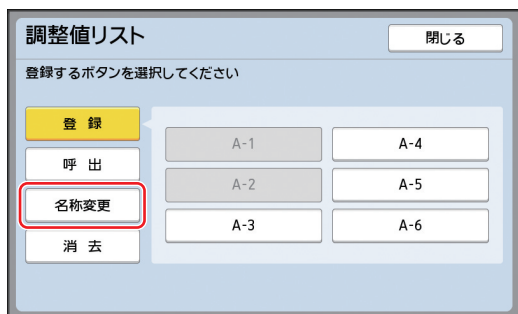 調整値リスト
閉じる
登録するボタンを選択してください
登 録
呼 出
名称変更
消 去
A-1
A-4
A-2
A-5
A-3
A-6